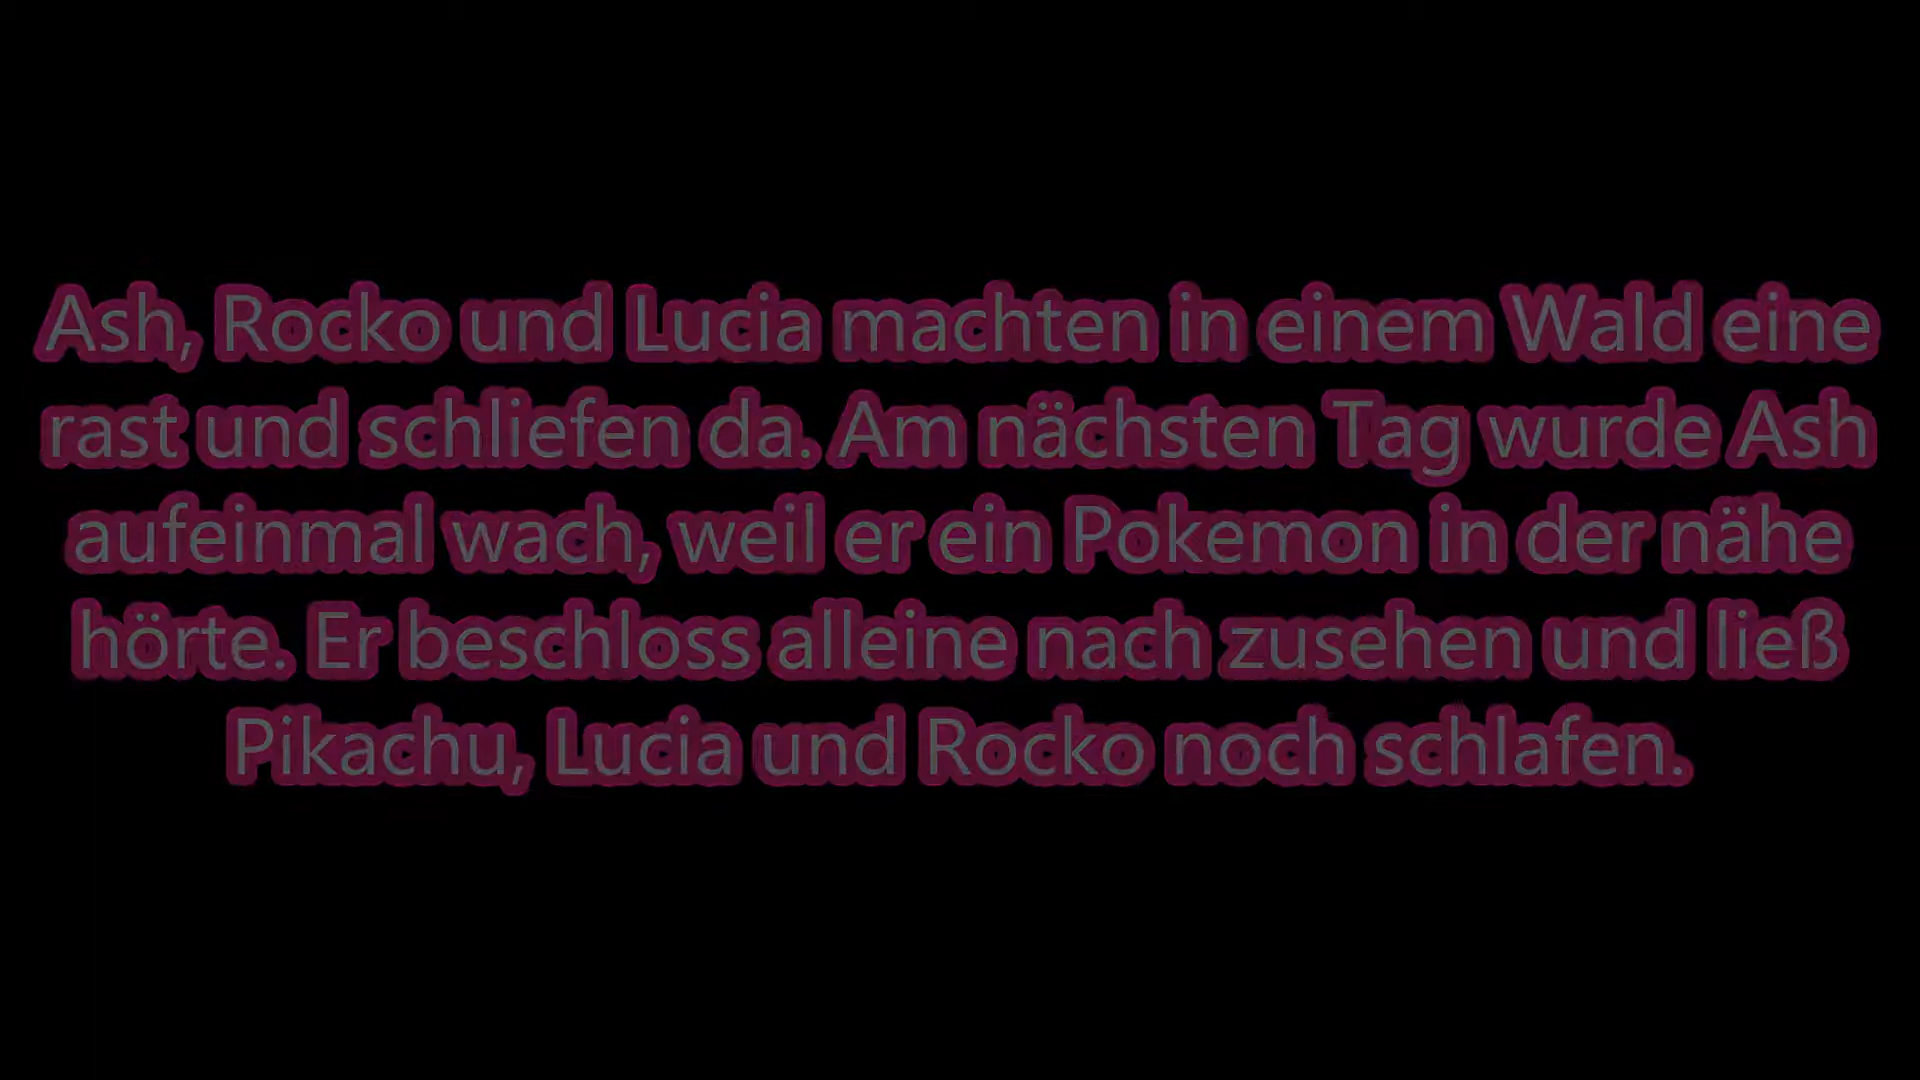 Ash, Rocko und Lucia machten in einem Wald eine
rast und schliefen da. Am nächsten Tag wurde Ash
aufeinmal wach, weil er ein Pokemon in der nähe
hörte. Er beschloss alleine nach zusehen und ließ
Pikachu, Lucia und Rocko noch schlafen.